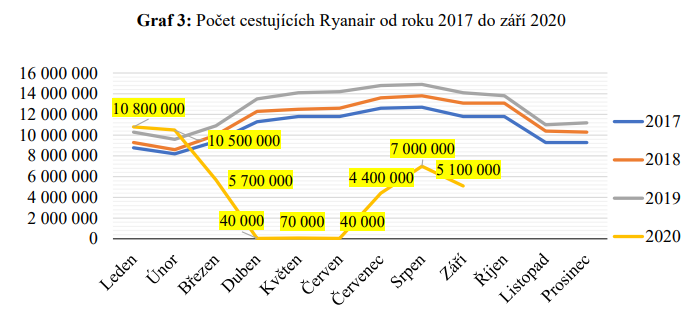 Graf 3: Počet cestujících Ryanair od roku 2017 do září 2020
16 000 000
14 000 000
12 000 000
10 000 000
8 000 000
6 000 000
4 000 000
2 000 000
0
10 800 000
10 500 000
5 700 000
40 000
70 000
40 000
4 400 000
7 000 000
5 100 000
2017
2018
2019
2020
Leden
Únor
Březen
Duben
Květen
Červen
Červenec
Srpen
Září
Říjen
Listopad
Prosinec